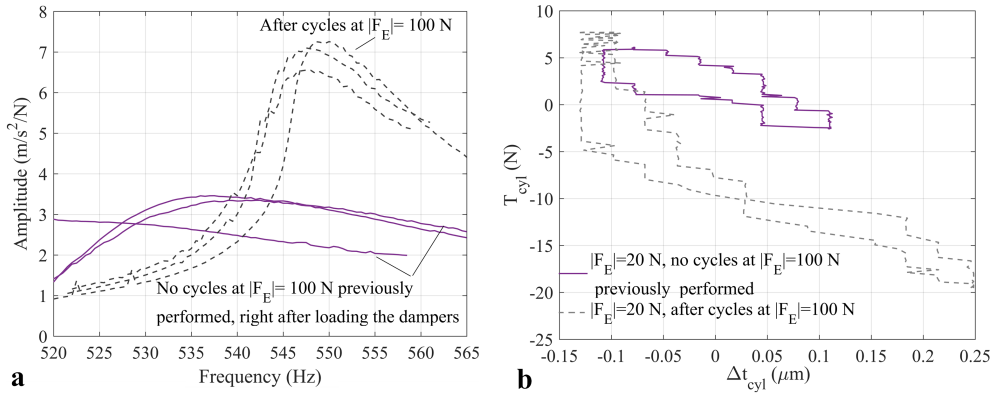 8
7
6
5
4
3
2
1
0
Amplitude (m/s²/N)
After cycles at |F_E|= 100 N
No cycles at |F_E|= 100 N previously
performed, right after loading the dampers
520 525 530 535 540 545 550 555 560 565
Frequency (Hz)
a
10
5
0
-5
-10
-15
-20
-25
T_cyl (N)
|F_E|=20 N, no cycles at |F_E|=100 N
previously performed
|F_E|=20 N, after cycles at |F_E|=100 N
-0.15 -0.1 -0.05 0 0.05 0.1 0.15 0.2 0.25
Δt_cyl (μm)
b